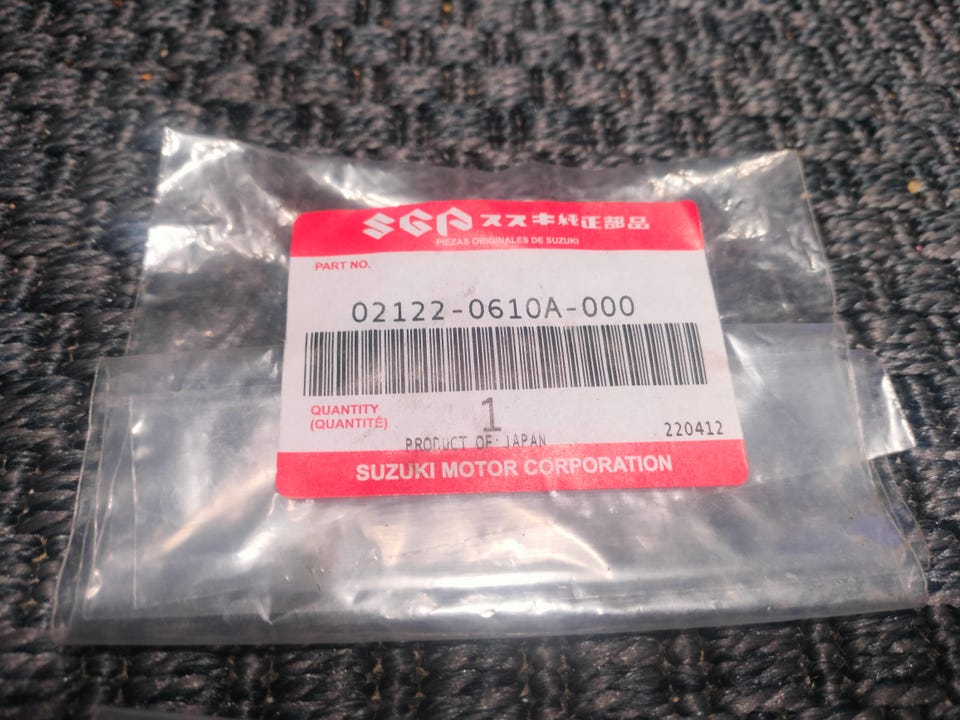 SGP スズキ純正部品
PIEZAS ORIGINALES DE SUZUKI
PART NO.
02122-0610A-000
QUANTITY
(QUANTITÉ)
1
PRODUCT OF JAPAN
220412
SUZUKI MOTOR CORPORATION